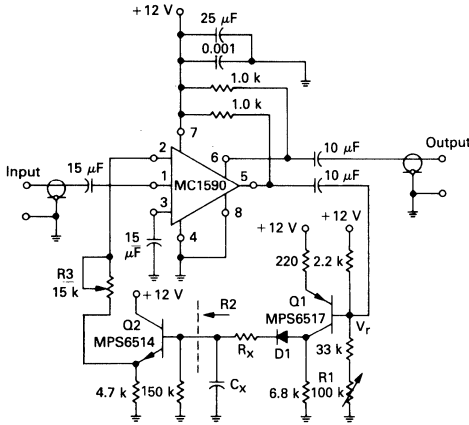 +12 V
25 µF
0.001
1.0 k
1.0 k
7
2
6
10 µF
Output
Input
15 µF
1
MC1590
5
10 µF
3
8
15 µF
4
+12 V
+12 V
R3
15 k
+12 V
R2
220
2.2 k
Q2
MPS6514
Q1
MPS6517
Vr
Rx
D1
33 k
4.7 k
150 k
Cx
6.8 k
R1
100 k